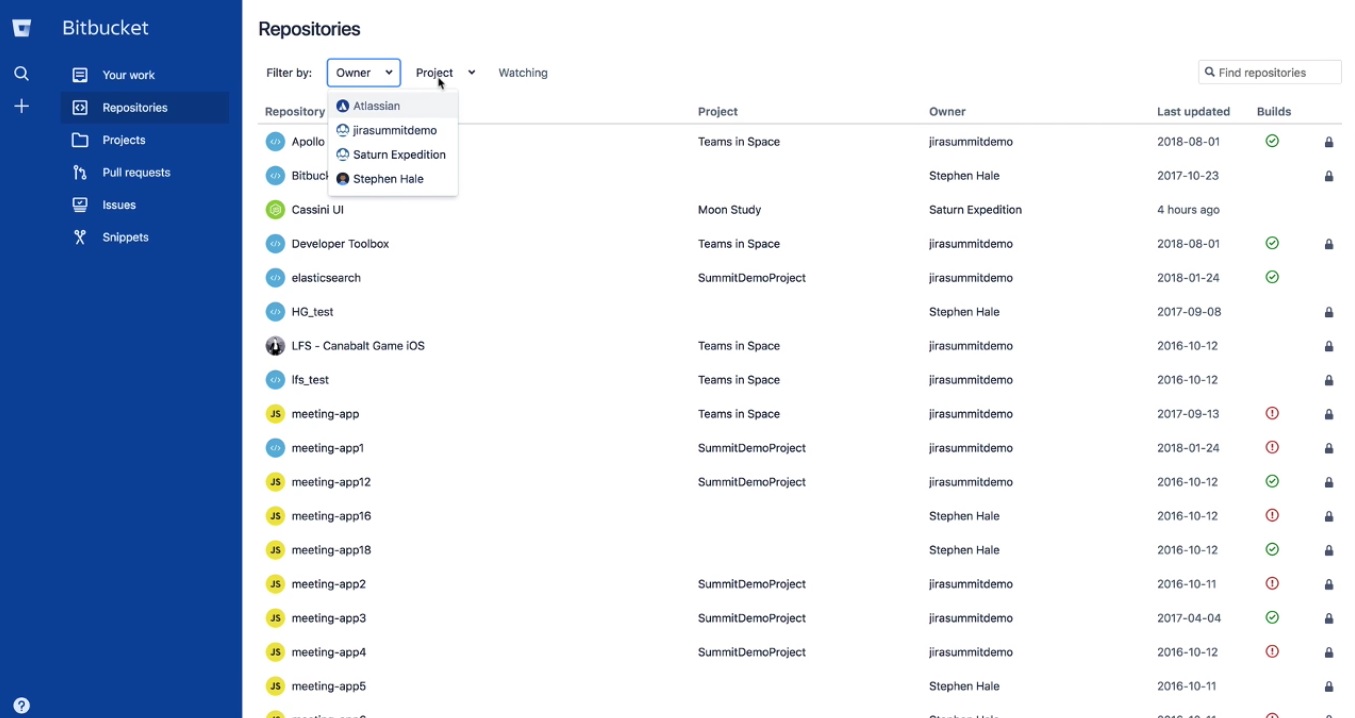 Bitbucket
Your work
Repositories
Projects
Pull requests
Issues
Snippets
Repositories
Filter by: Owner Project Watching Find repositories
Repository Project Owner Last updated Builds
Atlassian
jirasummitdemo
Saturn Expedition
Stephen Hale
Apollo Teams in Space jirasummitdemo 2018-08-01
Stephen Hale 2017-10-23
Cassini UI Moon Study Saturn Expedition 4 hours ago
Developer Toolbox Teams in Space jirasummitdemo 2018-08-01
elasticsearch SummitDemoProject jirasummitdemo 2018-01-24
HG_test Stephen Hale 2017-09-08
LFS - Canabalt Game iOS Teams in Space jirasummitdemo 2016-10-12
lfs_test Teams in Space jirasummitdemo 2016-10-12
JS meeting-app Teams in Space jirasummitdemo 2017-09-13
meeting-app1 SummitDemoProject jirasummitdemo 2018-01-24
JS meeting-app12 SummitDemoProject jirasummitdemo 2016-10-12
JS meeting-app16 Stephen Hale 2016-10-12
JS meeting-app18 Stephen Hale 2016-10-12
JS meeting-app2 SummitDemoProject jirasummitdemo 2016-10-11
JS meeting-app3 SummitDemoProject jirasummitdemo 2017-04-04
JS meeting-app4 SummitDemoProject jirasummitdemo 2016-10-12
JS meeting-app5 Stephen Hale 2016-10-11